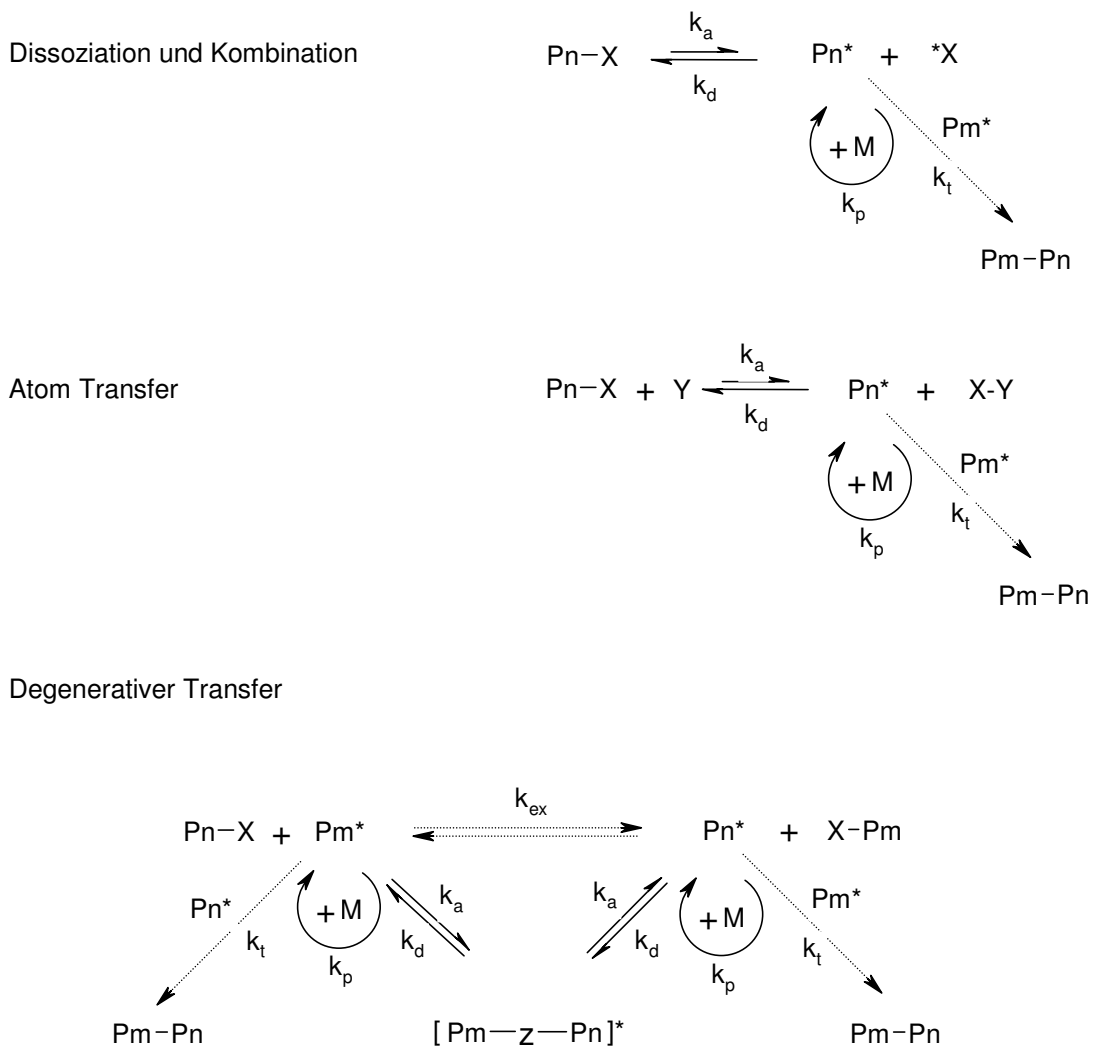 k_a
Dissoziation und Kombination Pn–X Pn* + *X
k_d
Pm*
+ M
k_t
k_p
Pm–Pn
k_a
Atom Transfer Pn–X + Y Pn* + X-Y
k_d
Pm*
+ M
k_t
k_p
Pm–Pn
Degenerativer Transfer
k_ex
Pn–X + Pm* Pn* + X–Pm
Pn* k_a k_a Pm*
+ M + M
k_t k_d k_d k_t
k_p k_p
Pm–Pn [ Pm—z—Pn]* Pm–Pn